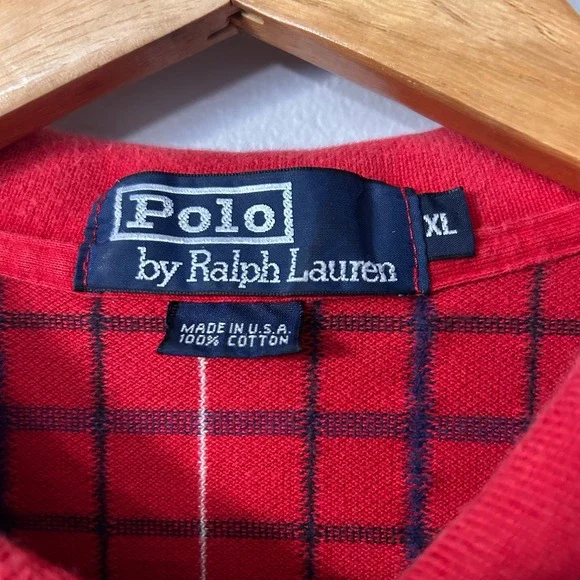 Polo
by Ralph Lauren
XL
MADE IN U.S.A.
100% COTTON